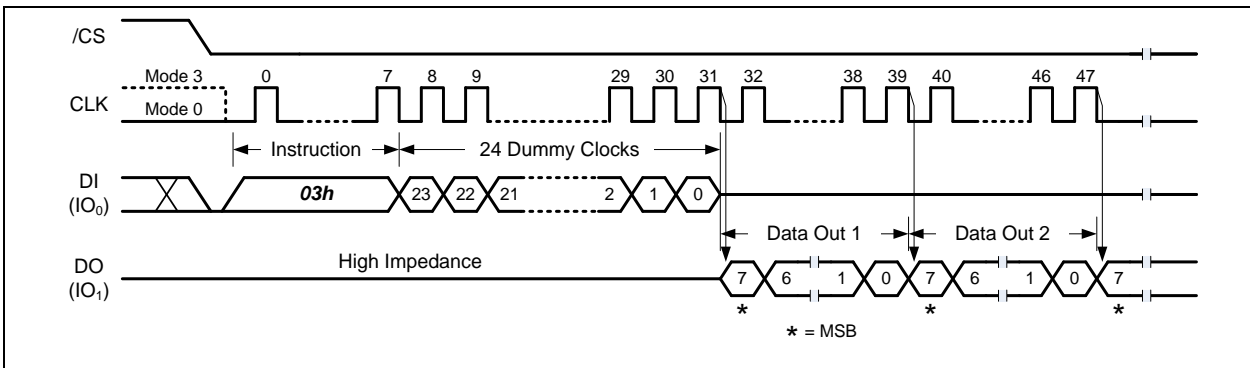 /CS
Mode 3 0 7 8 9 29 30 31 32 38 39 40 46 47
CLK
Mode 0
Instruction 24 Dummy Clocks
DI
(IO0)
03h 23 22 21 2 1 0
Data Out 1 Data Out 2
DO
(IO1)
High Impedance
7 6 1 0 7 6 1 0 7
* * *
* = MSB